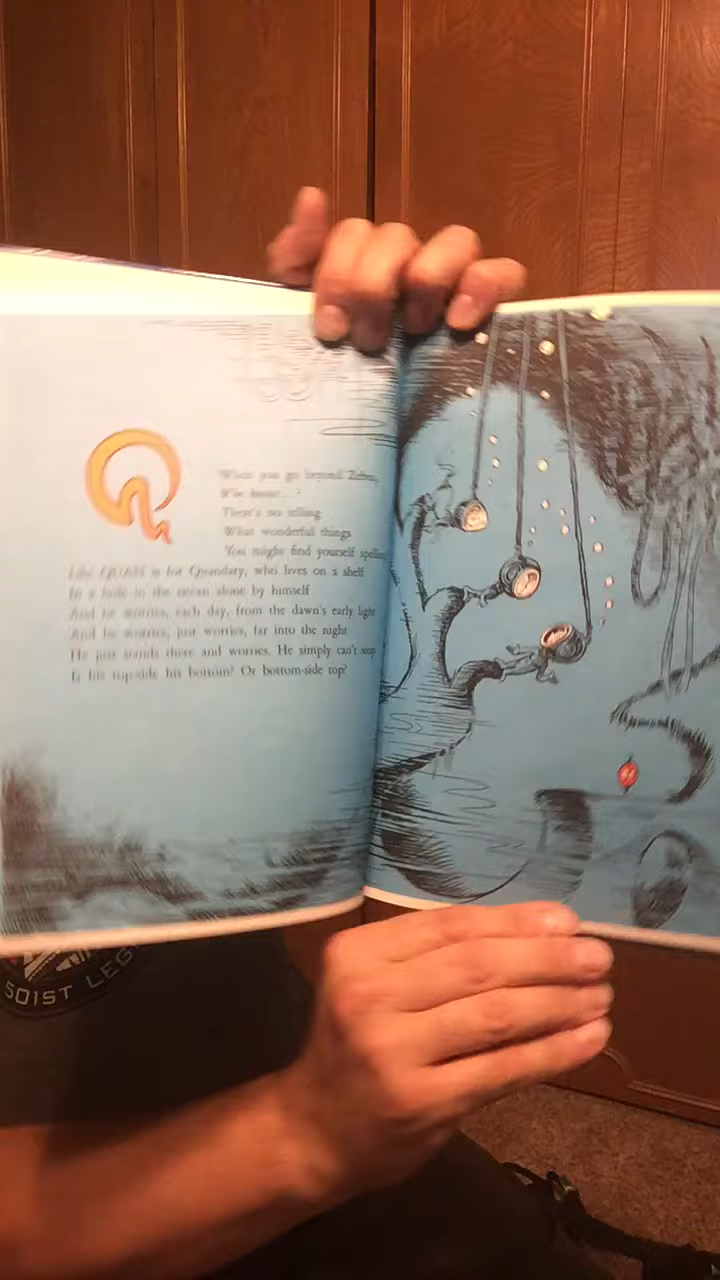 When you go beyond Zebra,
Who knows...?
There's no telling
What wonderful things
You might find yourself spelling
Like QUAN is for Quandary, who lives on a shelf
In a hole in the ocean alone by himself
And he worries, each day, from the dawn's early light
And he worries, just worries, far into the night
He just stands there and worries. He simply can't stop
Is his top-side his bottom? Or bottom-side top?
501ST LEG